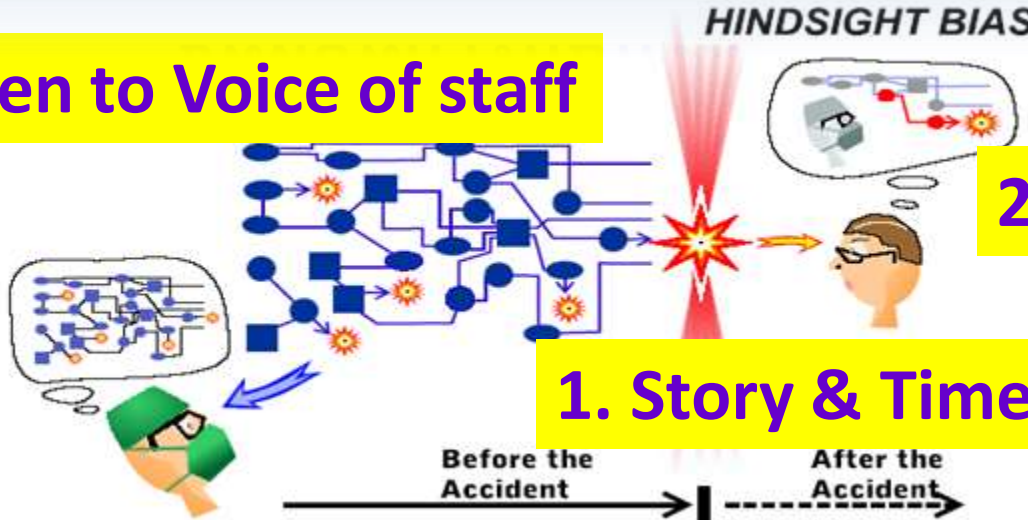 HINDSIGHT BIAS
en to Voice of staff
2
1. Story & Time
Before the
Accident
After the
Accident